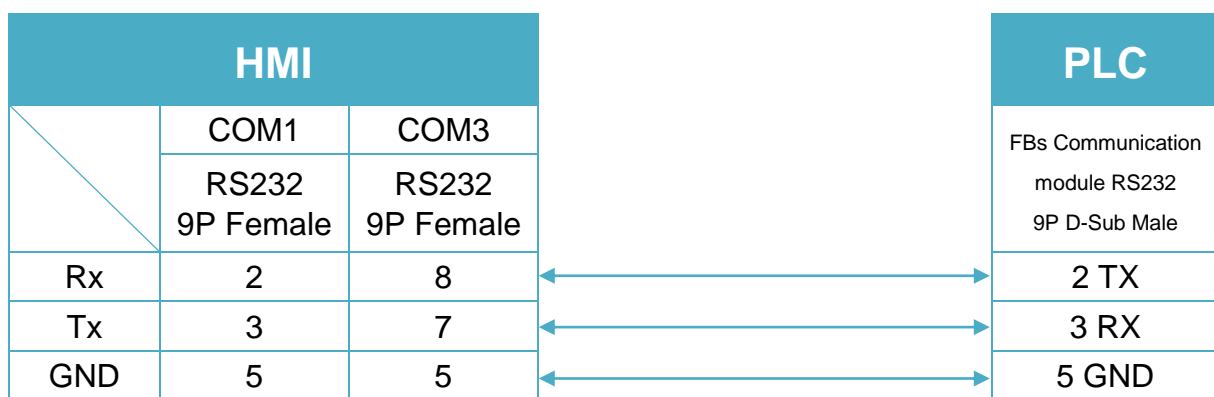 HMI
PLC
COM1
COM3
RS232
9P Female
RS232
9P Female
FBs Communication
module RS232
9P D-Sub Male
Rx 2 8 2 TX
Tx 3 7 3 RX
GND 5 5 5 GND